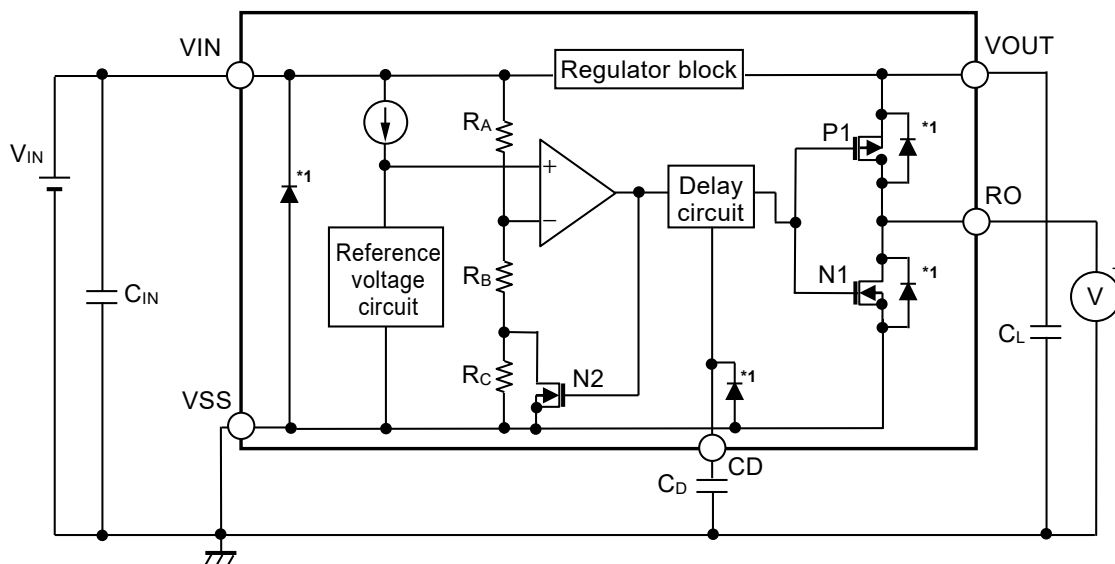 VIN
VOUT
Regulator block
RA
P1
*1
VIN
*1
+
−
Delay
circuit
RO
Reference
voltage
circuit
RB
N1
*1
CIN
V
CL
RC
N2
*1
VSS
CD
CD